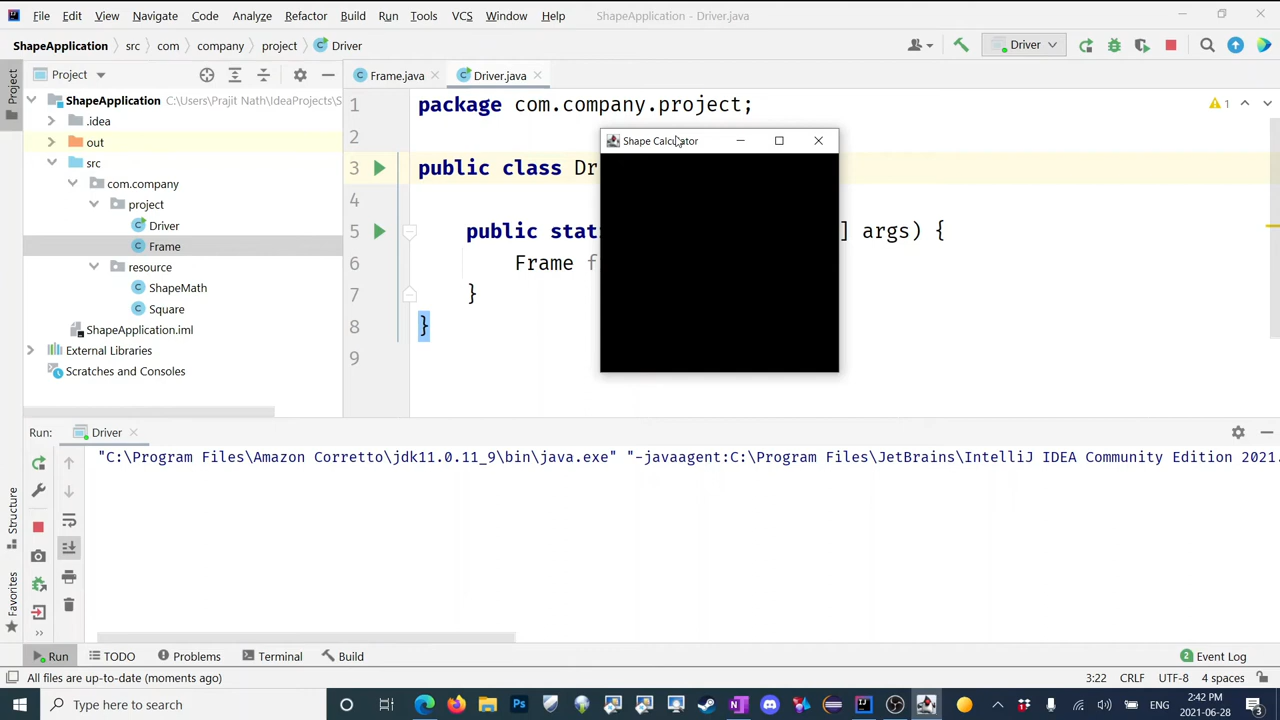 File Edit View Navigate Code Analyze Refactor Build Run Tools VCS Window Help ShapeApplication - Driver.java
ShapeApplication src com company project Driver
Driver
Project
Project
Frame.java
Driver.java
ShapeApplication C:\Users\Prajit Nath\IdeaProjects\S
.idea
out
src
com.company
project
Driver
Frame
resource
ShapeMath
Square
ShapeApplication.iml
External Libraries
Scratches and Consoles
1 package com.company.project;
1
2
3 public class Dr
4
5 public stat ] args) {
6 Frame f
7 }
8 }
9
Shape Calculator
Run: Driver
"C:\Program Files\Amazon Corretto\jdk11.0.11_9\bin\java.exe" "-javaagent:C:\Program Files\JetBrains\IntelliJ IDEA Community Edition 2021.
Structure
Favorites
Run TODO Problems Terminal Build
2 Event Log
All files are up-to-date (moments ago)
3:22 CRLF UTF-8 4 spaces
Type here to search
ENG
2:42 PM
2021-06-28
3